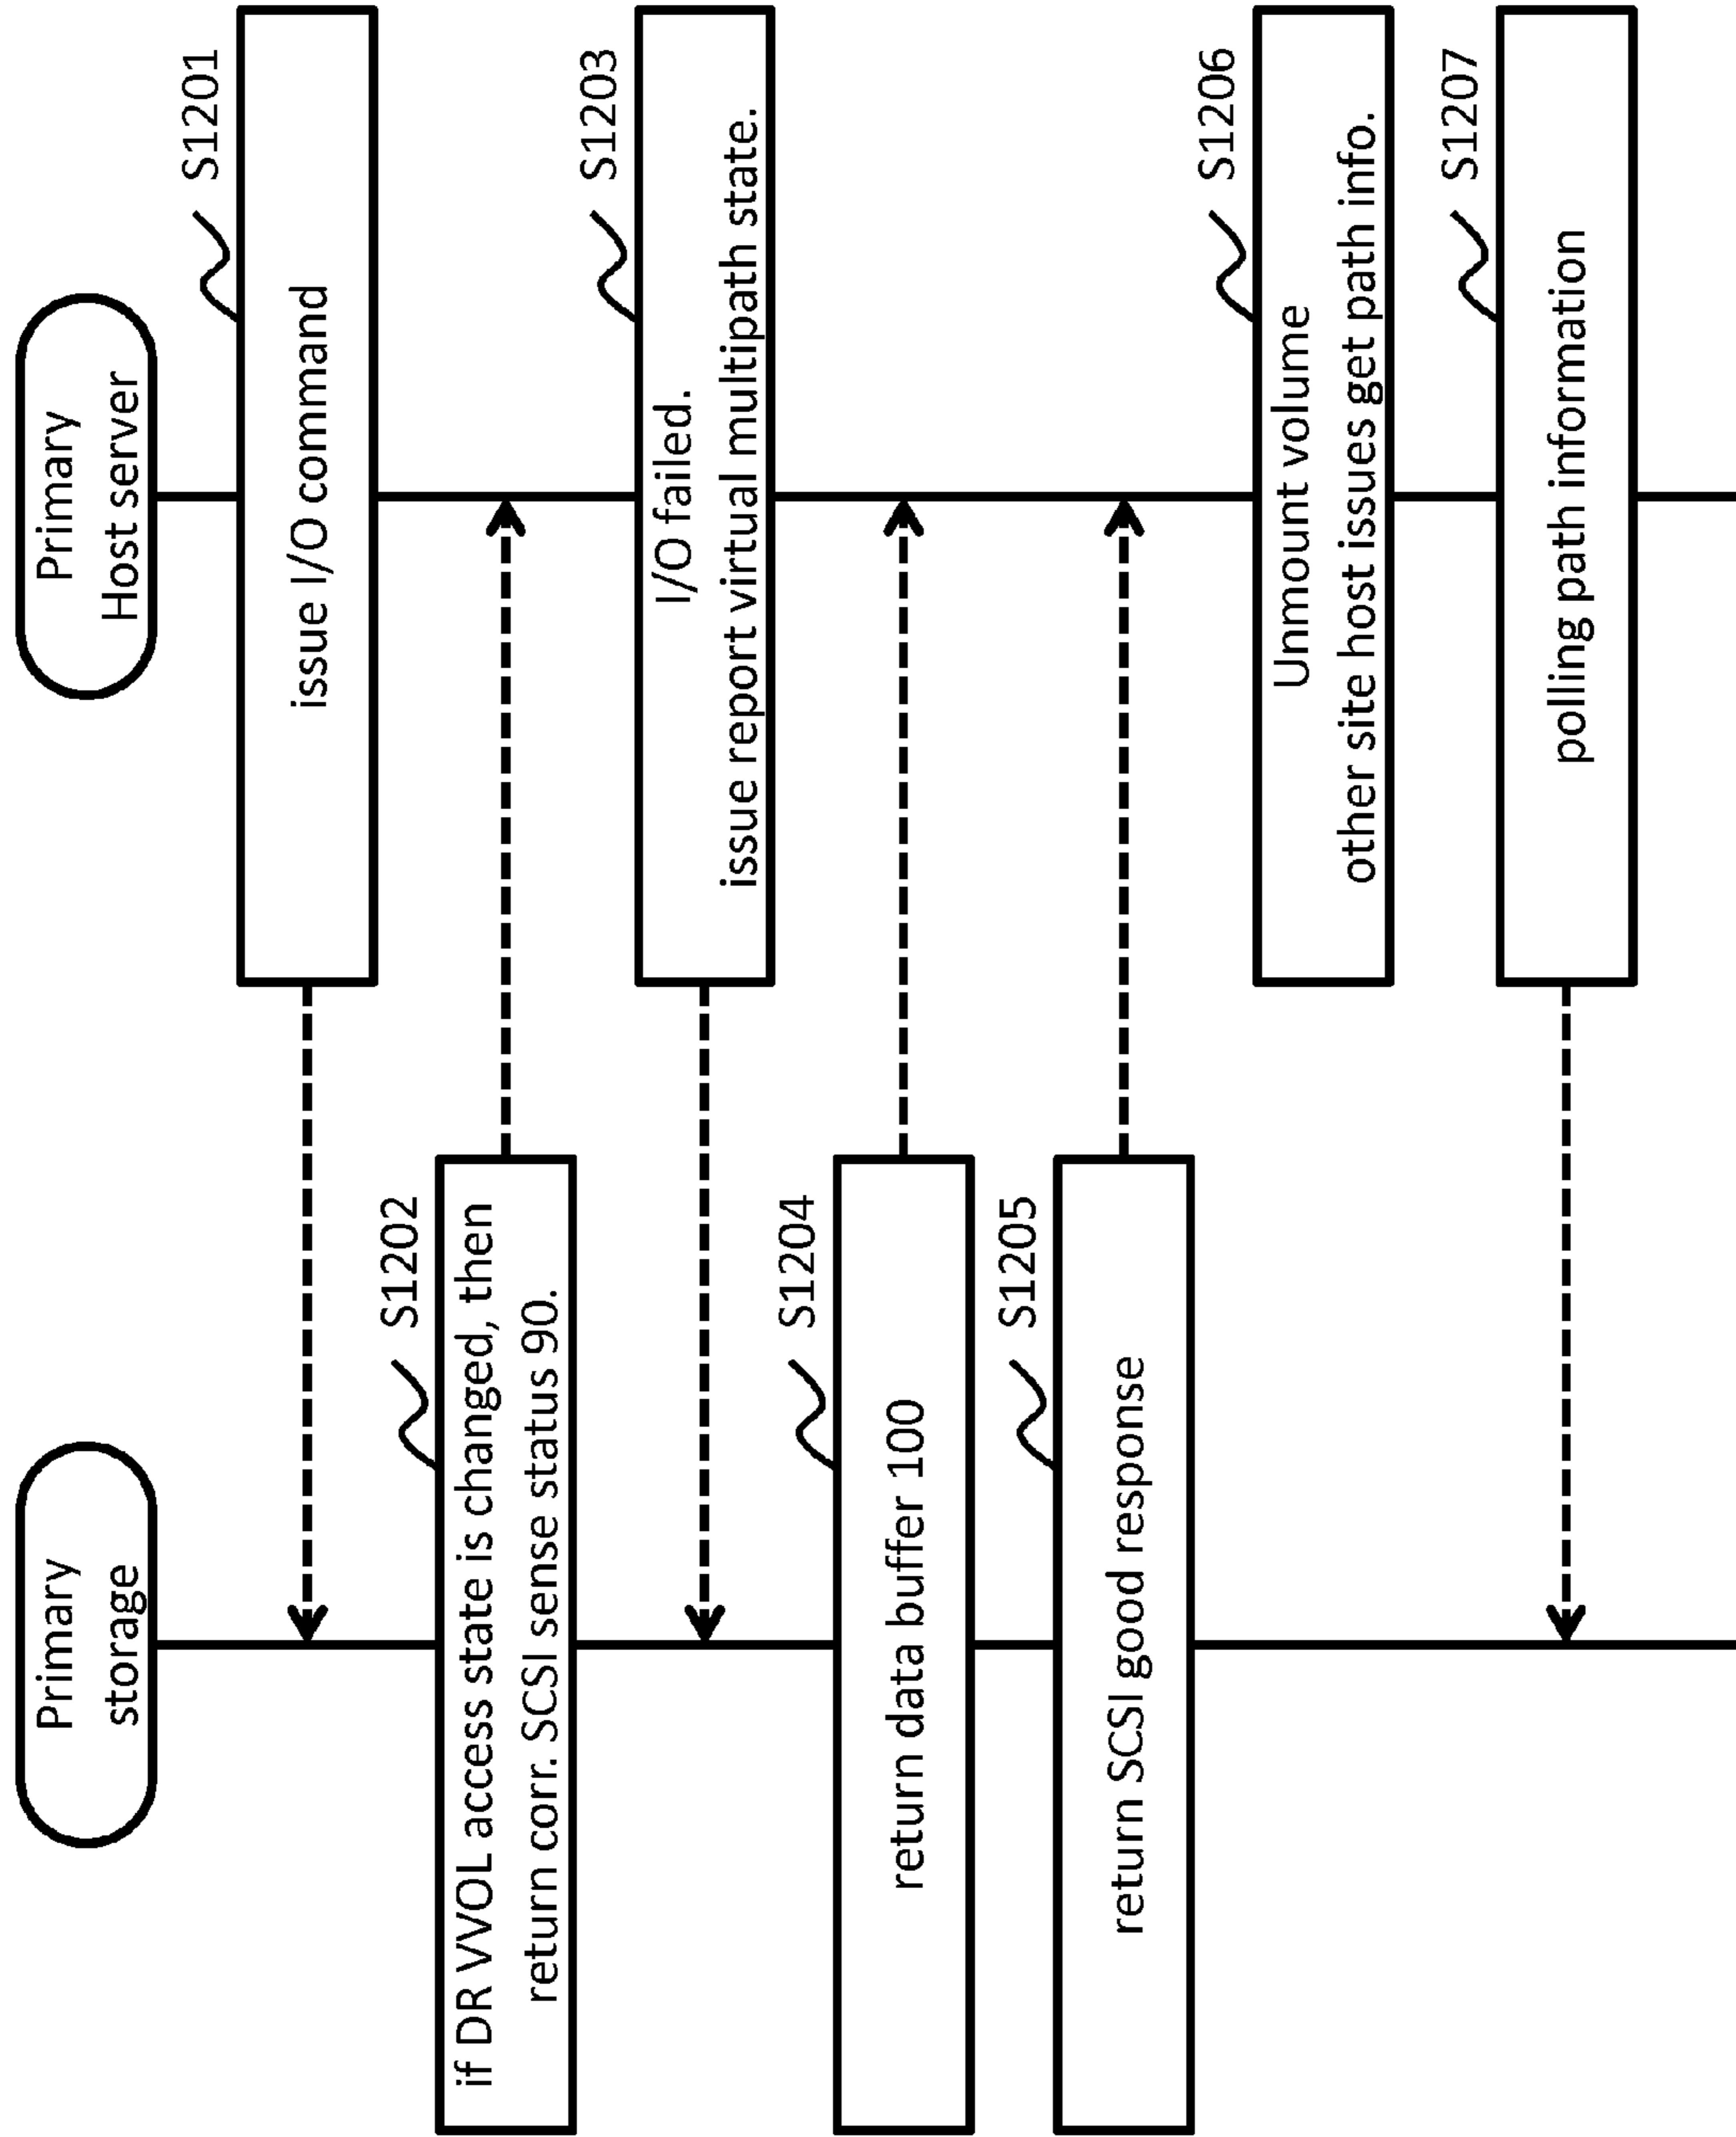 Primary
storage
Primary
Host server
S1201
issue I/O command
S1202
if DR VVOL access state is changed, then
return corr. SCSI sense status 90.
S1203
I/O failed.
issue report virtual multipath state.
S1204
return data buffer 100
S1205
return SCSI good response
S1206
Unmount volume
other site host issues get path info.
S1207
polling path information